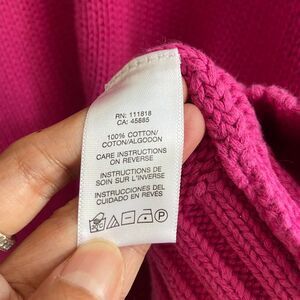 RN: 111818
CA: 45685
100% COTTON/
COTON/ALGODON
CARE INSTRUCTIONS
ON REVERSE
INSTRUCTIONS DE
SOIN SUR L'INVERSE
INSTRUCCIONES DEL
CUIDADO EN REVÉS
P